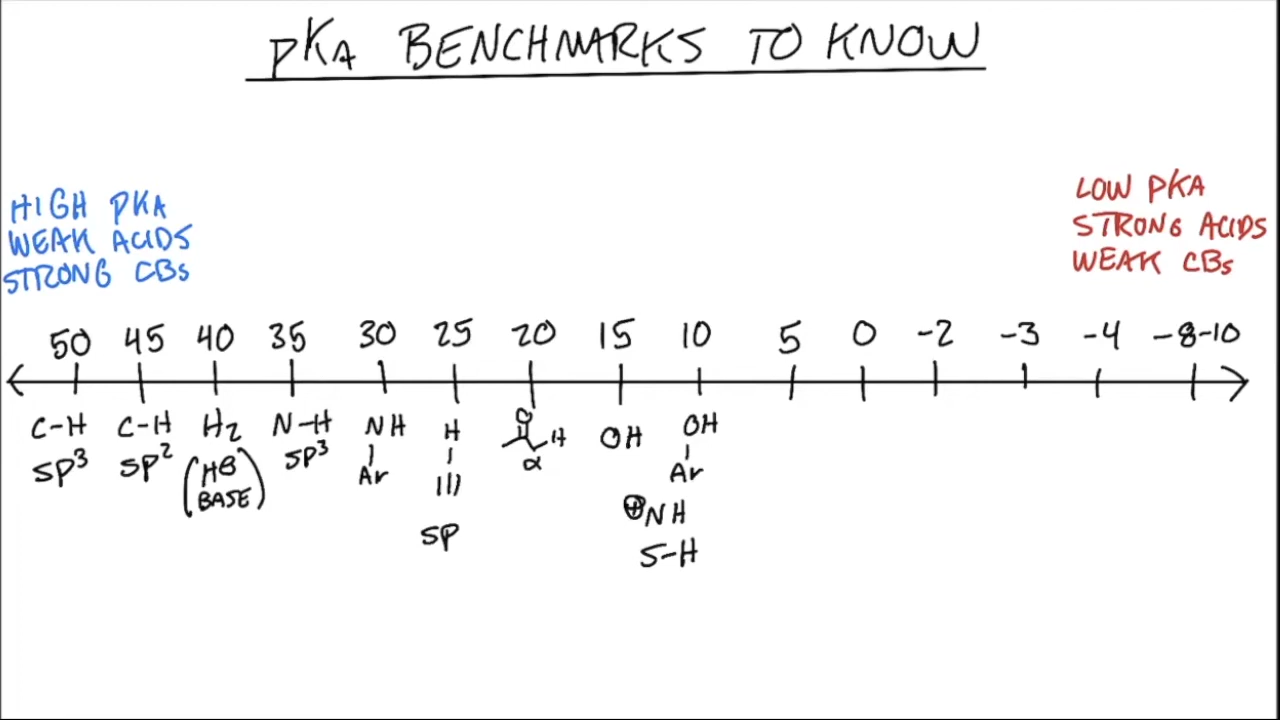 pKA BENCHMARKS TO KNOW
HIGH PKA
WEAK ACIDS
STRONG CBs
LOW PKA
STRONG ACIDS
WEAK CBs
50 45 40 35 30 25 20 15 10 5 0 -2 -3 -4 -8-10
C-H C-H H2 N-H NH H O H OH OH
SP3 SP2 (HB BASE) SP3 Ar α Ar
SP
⊕NH
S-H